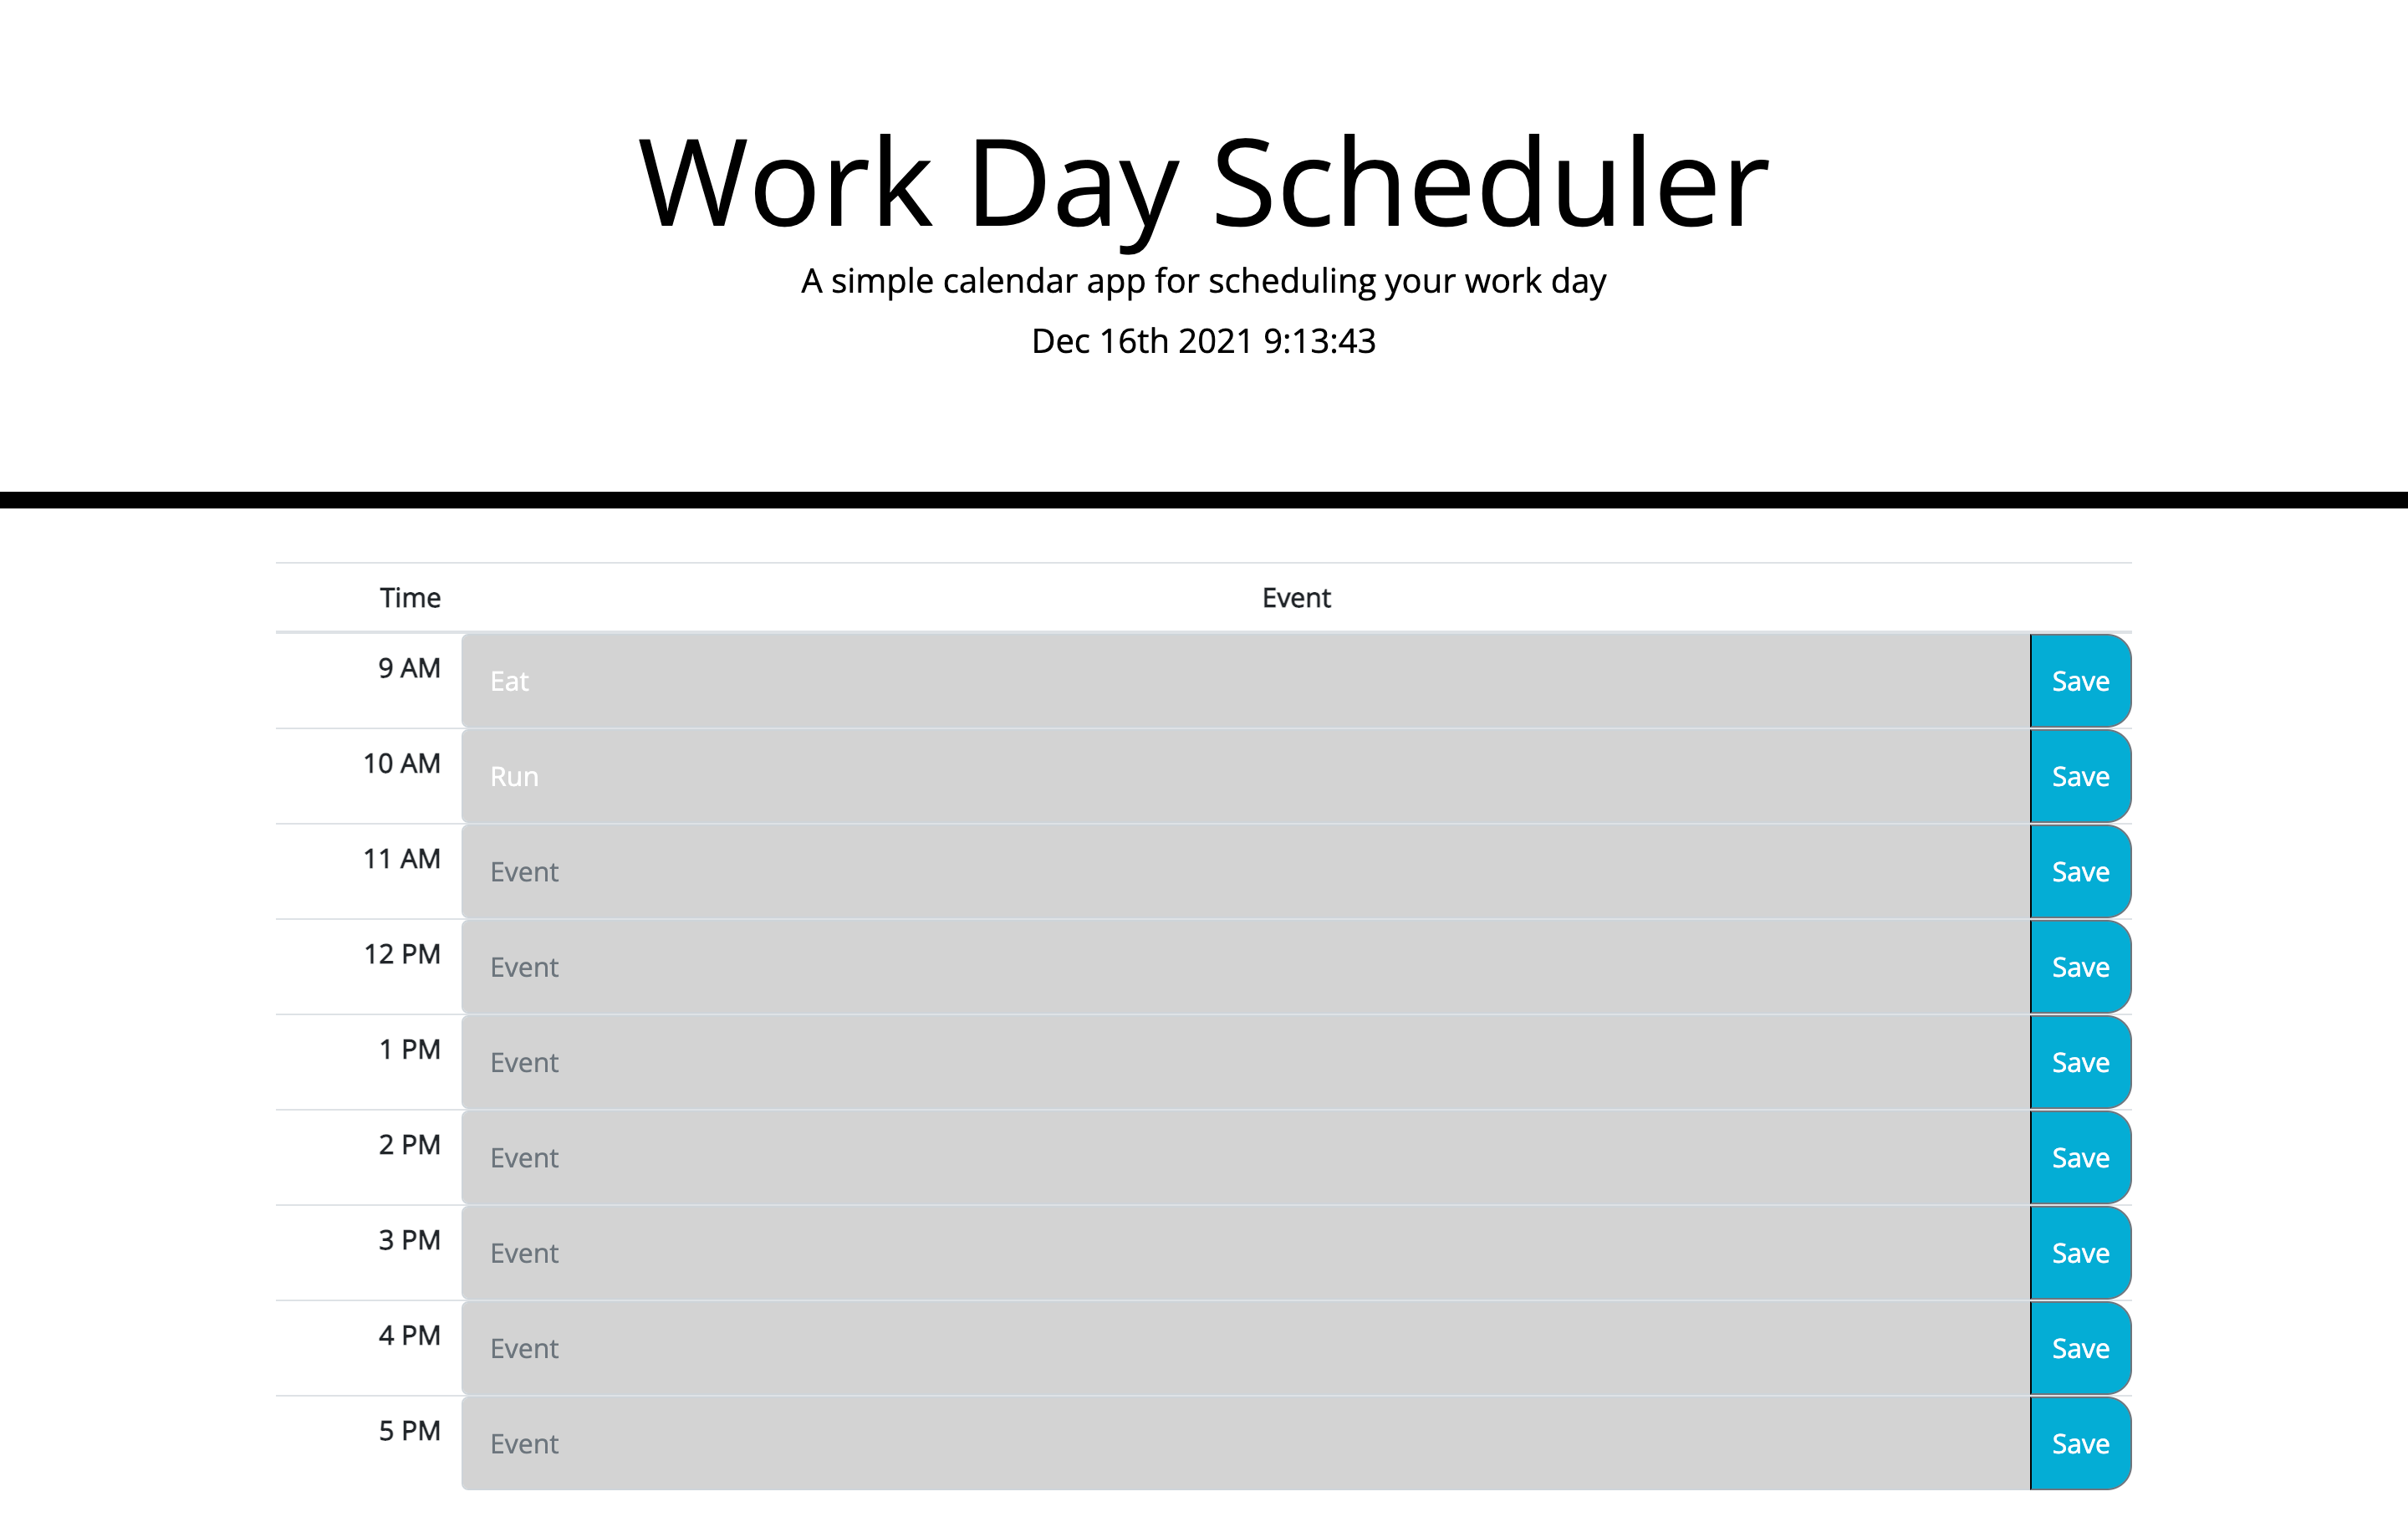 Work Day Scheduler
A simple calendar app for scheduling your work day
Dec 16th 2021 9:13:43
Time Event
9 AM Eat Save
10 AM Run Save
11 AM Event Save
12 PM Event Save
1 PM Event Save
2 PM Event Save
3 PM Event Save
4 PM Event Save
5 PM Event Save